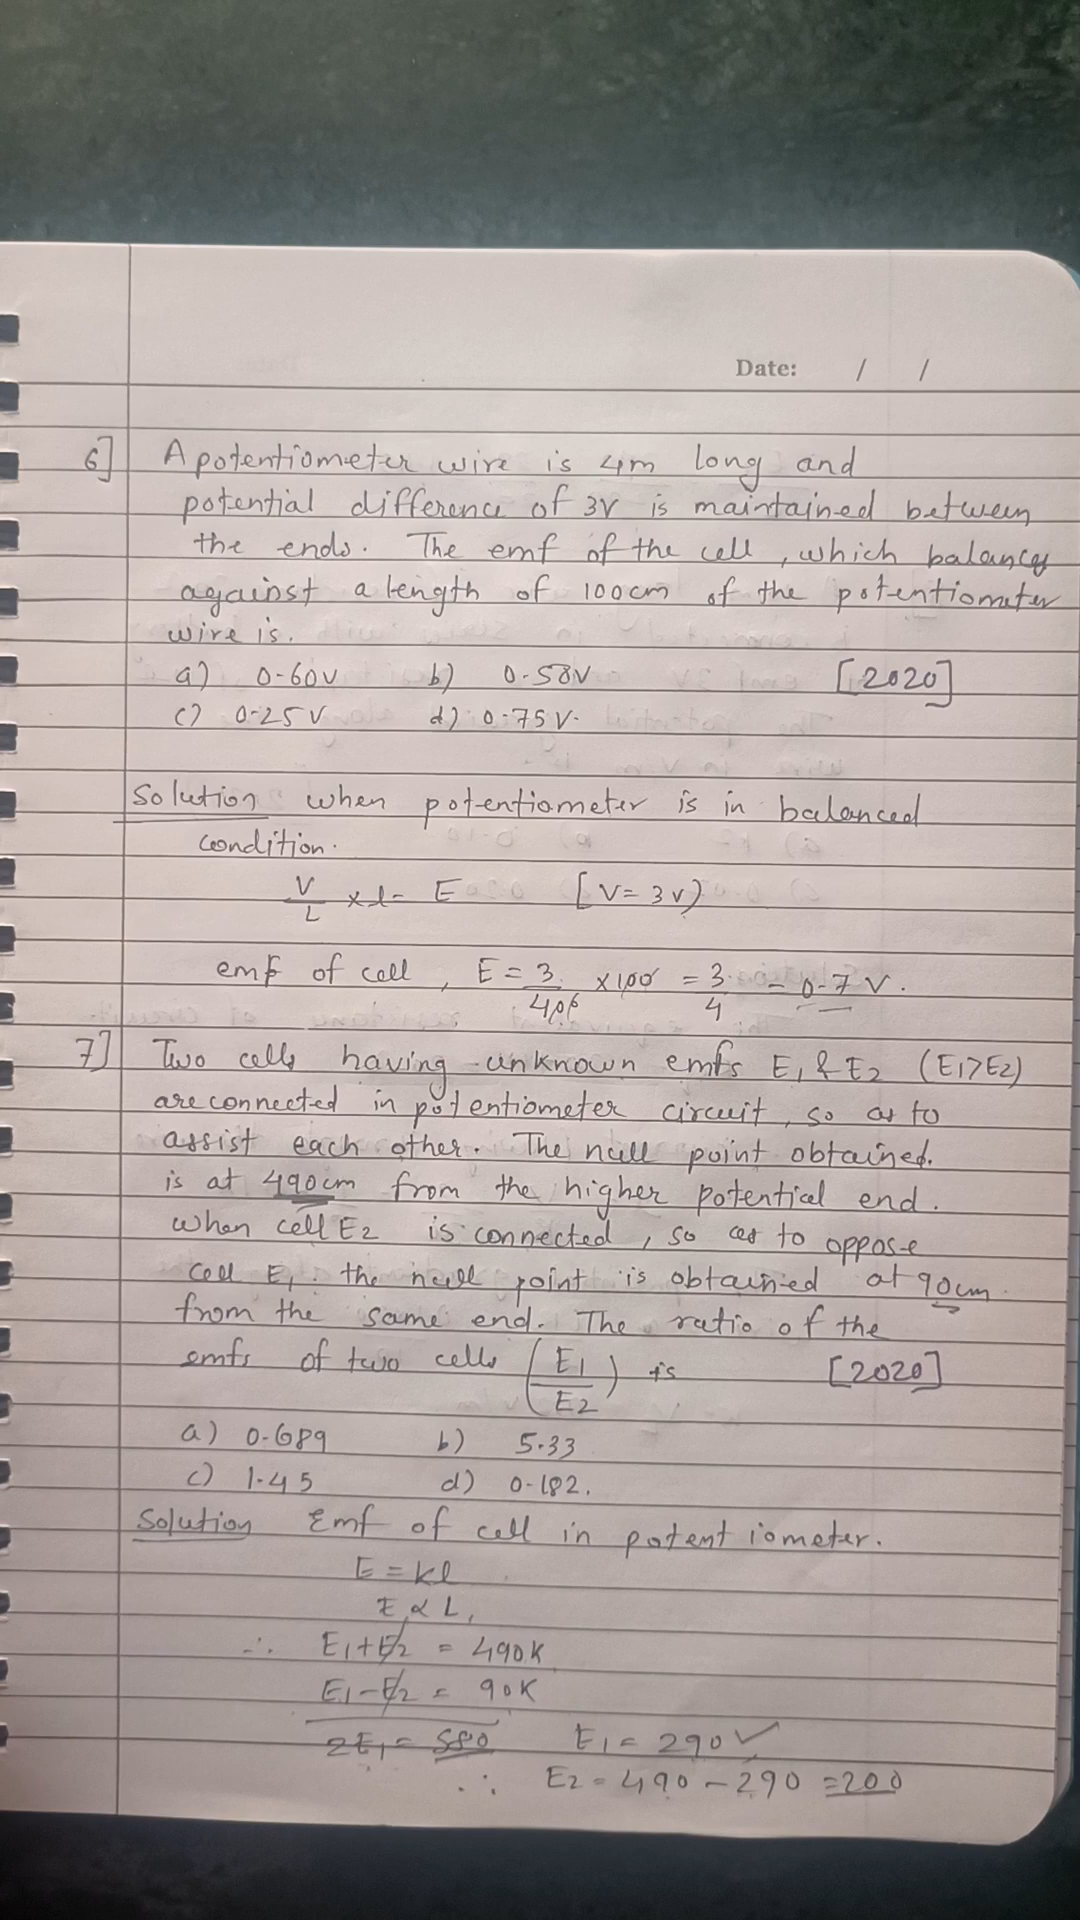 Date: / /
6] A potentiometer wire is 4m long and
potential difference of 3V is maintained between
the ends. The emf of the cell, which balances
against a length of 100cm of the potentiometer
wire is.
a) 0-60V b) 0-58V [2020]
c) 0-25V d) 0-75V.
Solution when potentiometer is in balanced
condition.
V/L x l = E [V = 3V)
emf of cell, E = 3/400 x 100 = 3/4 = 0-7 V.
7] Two cells having unknown emfs E1 & E2 (E1>E2)
are connected in potentiometer circuit, so as to
assist each other. The null point obtained.
is at 490cm from the higher potential end.
when cell E2 is connected, so as to oppose
cell E1. the null point is obtained at 90cm
from the same end. The ratio of the
emfs of two cells (E1/E2) is [2020]
a) 0-689 b) 5.33
c) 1-45 d) 0-182.
Solution Emf of cell in potentiometer.
E = kl
E ∝ L,
∴ E1+E2 = 490K
E1-E2 = 90K
2E1 = 580 E1 = 290 ✓
∴ E2 = 490 - 290 = 200